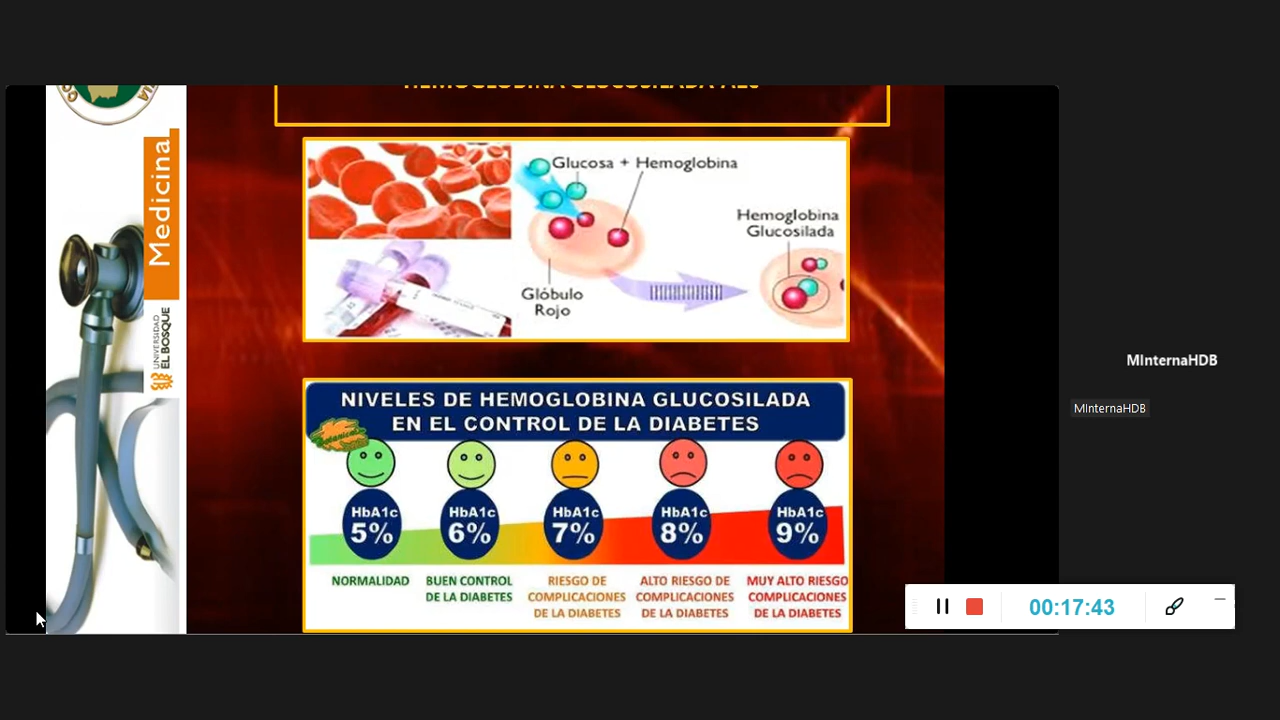 HEMOGLOBINA GLUCOSILADA A1c
Medicina
UNIVERSIDAD
EL BOSQUE
Glucosa + Hemoglobina
Hemoglobina
Glucosilada
Glóbulo
Rojo
NIVELES DE HEMOGLOBINA GLUCOSILADA
EN EL CONTROL DE LA DIABETES
HbA1c
5%
HbA1c
6%
HbA1c
7%
HbA1c
8%
HbA1c
9%
NORMALIDAD
BUEN CONTROL
DE LA DIABETES
RIESGO DE
COMPLICACIONES
DE LA DIABETES
ALTO RIESGO DE
COMPLICACIONES
DE LA DIABETES
MUY ALTO RIESGO
COMPLICACIONES
DE LA DIABETES
MInternaHDB
MInternaHDB
00:17:43